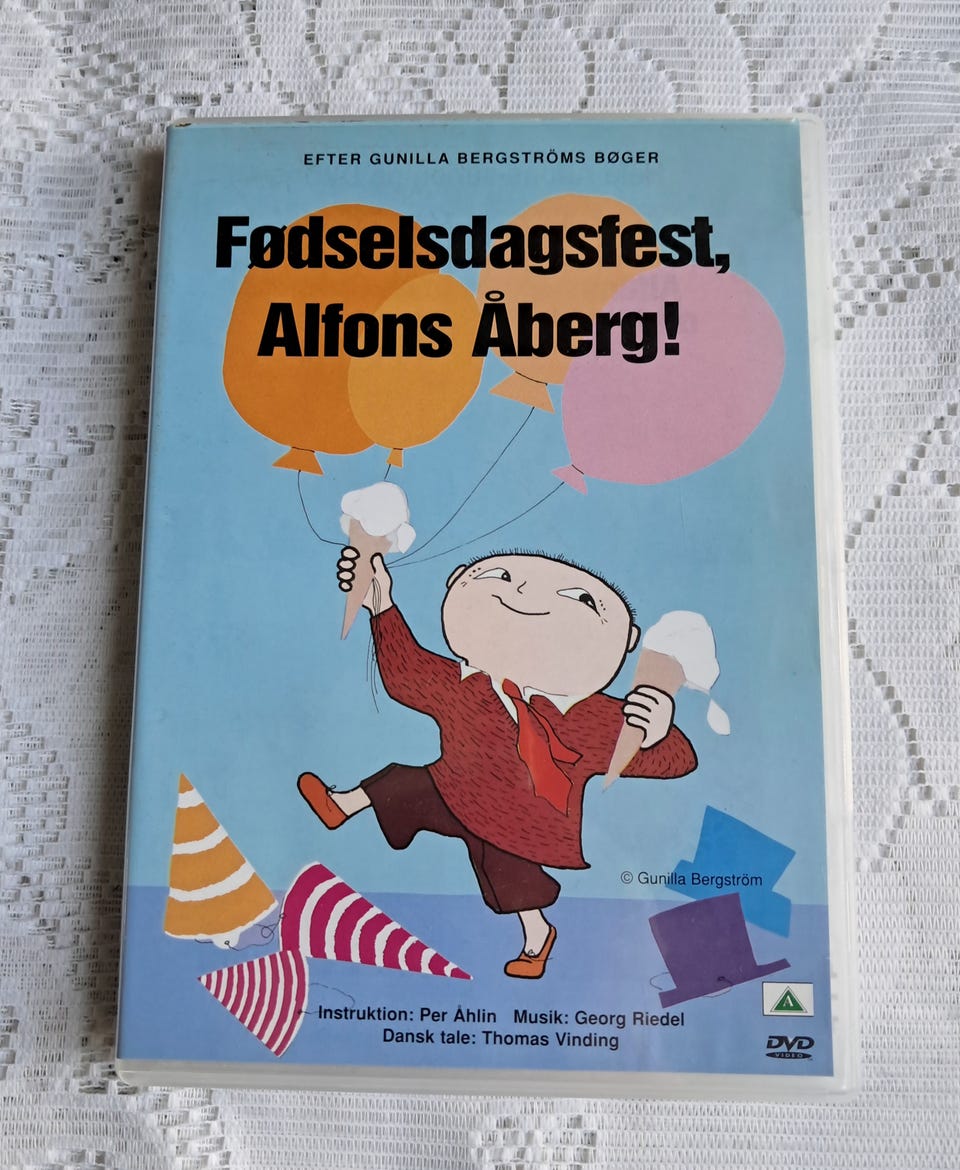 EFTER GUNILLA BERGSTRÖMS BØGER
Fødselsdagsfest,
Alfons Åberg!
© Gunilla Bergström
Instruktion: Per Åhlin Musik: Georg Riedel
Dansk tale: Thomas Vinding
A
DVD
VIDEO